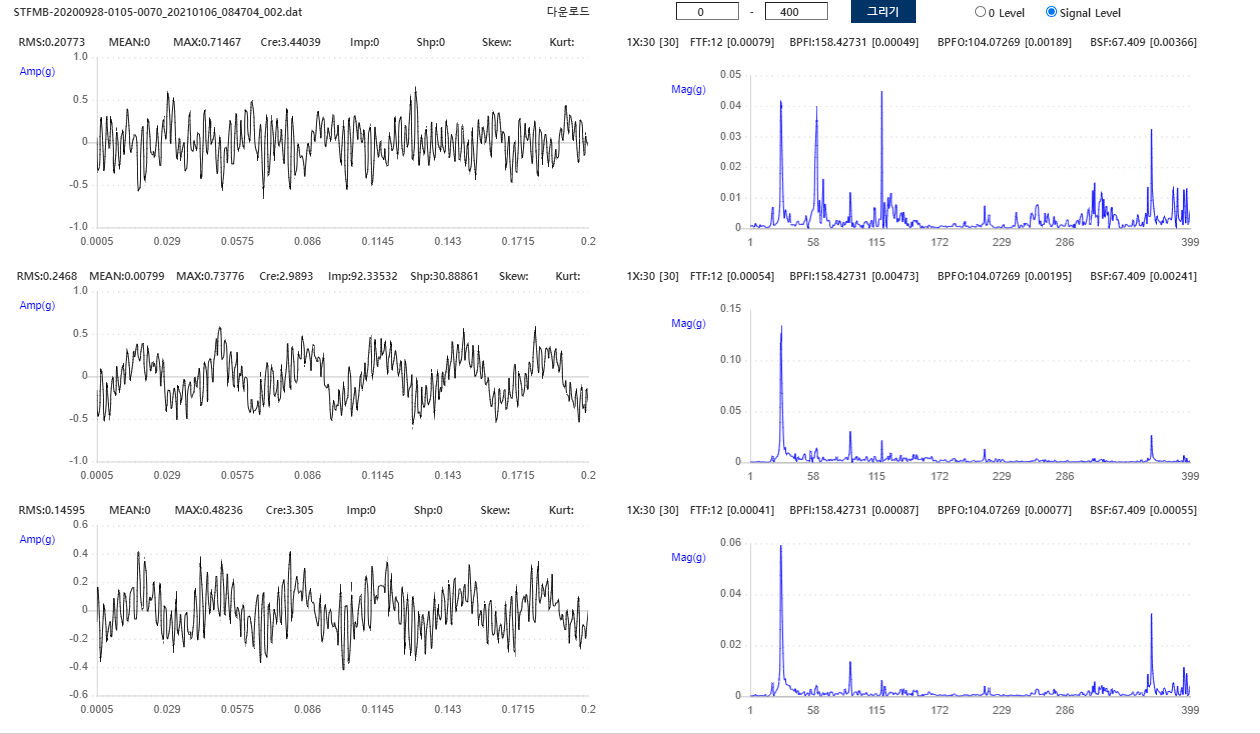 STFMB-20200928-0105-0070_20210106_084704_002.dat 다운로드 0 - 400 그리기 0 Level Signal Level
RMS:0.20773 MEAN:0 MAX:0.71467 Cre:3.44039 Imp:0 Shp:0 Skew: Kurt:
Amp(g)
1.0
0.5
0
-0.5
-1.0
0.0005 0.029 0.0575 0.086 0.1145 0.143 0.1715 0.2
1X:30 [30] FTF:12 [0.00079] BPFI:158.42731 [0.00049] BPFO:104.07269 [0.00189] BSF:67.409 [0.00366]
Mag(g)
0.05
0.04
0.03
0.02
0.01
0
1 58 115 172 229 286 399
RMS:0.2468 MEAN:0.00799 MAX:0.73776 Cre:2.9893 Imp:92.33532 Shp:30.88861 Skew: Kurt:
Amp(g)
1.0
0.5
0
-0.5
-1.0
0.0005 0.029 0.0575 0.086 0.1145 0.143 0.1715 0.2
1X:30 [30] FTF:12 [0.00054] BPFI:158.42731 [0.00473] BPFO:104.07269 [0.00195] BSF:67.409 [0.00241]
Mag(g)
0.15
0.10
0.05
0
1 58 115 172 229 286 399
RMS:0.14595 MEAN:0 MAX:0.48236 Cre:3.305 Imp:0 Shp:0 Skew: Kurt:
Amp(g)
0.6
0.4
0.2
0
-0.2
-0.4
-0.6
0.0005 0.029 0.0575 0.086 0.1145 0.143 0.1715 0.2
1X:30 [30] FTF:12 [0.00041] BPFI:158.42731 [0.00087] BPFO:104.07269 [0.00077] BSF:67.409 [0.00055]
Mag(g)
0.06
0.04
0.02
0
1 58 115 172 229 286 399